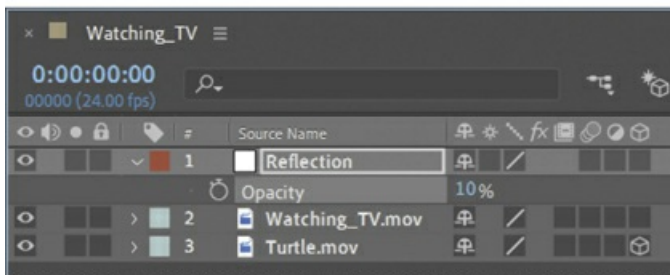 Watching_TV
0:00:00:00
00000 (24.00 fps)
# Source Name fx
1 Reflection
Opacity 10%
2 Watching_TV.mov
3 Turtle.mov